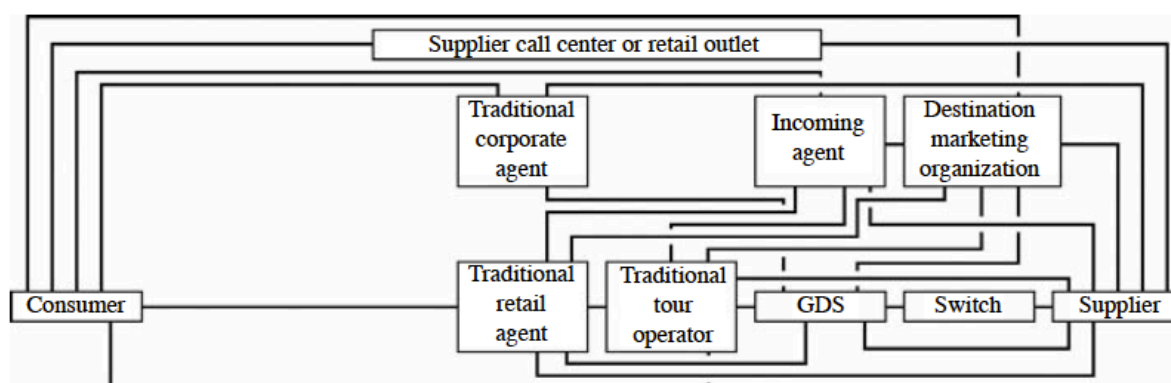 Supplier call center or retail outlet
Traditional
corporate
agent
Incoming
agent
Destination
marketing
organization
Consumer
Traditional
retail
agent
Traditional
tour
operator
GDS
Switch
Supplier